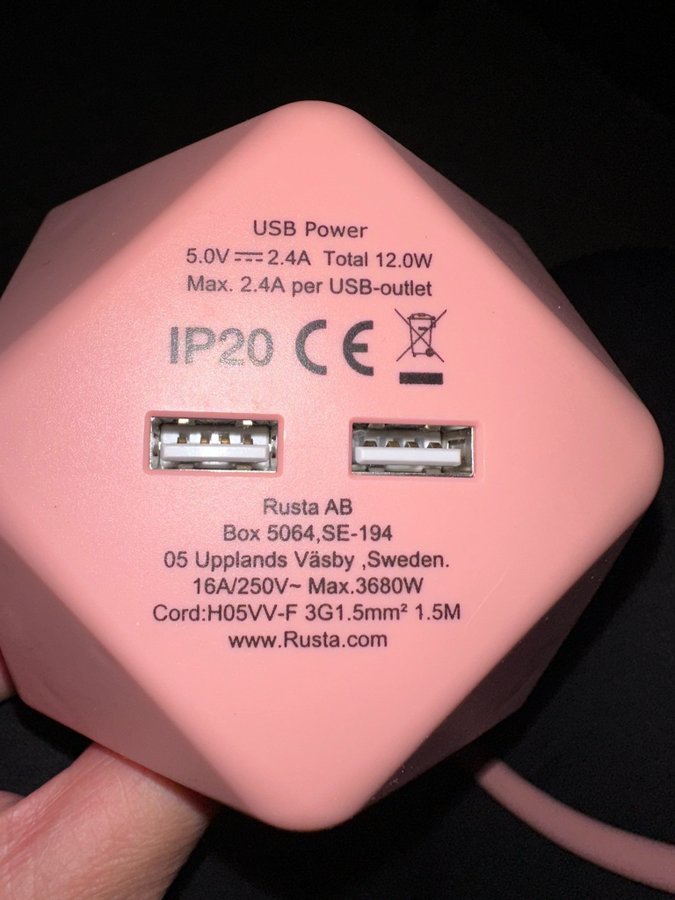 USB Power
5.0V⎓2.4A Total 12.0W
Max. 2.4A per USB-outlet
IP20 CE
Rusta AB
Box 5064,SE-194
05 Upplands Väsby ,Sweden.
16A/250V~ Max.3680W
Cord:H05VV-F 3G1.5mm² 1.5M
www.Rusta.com